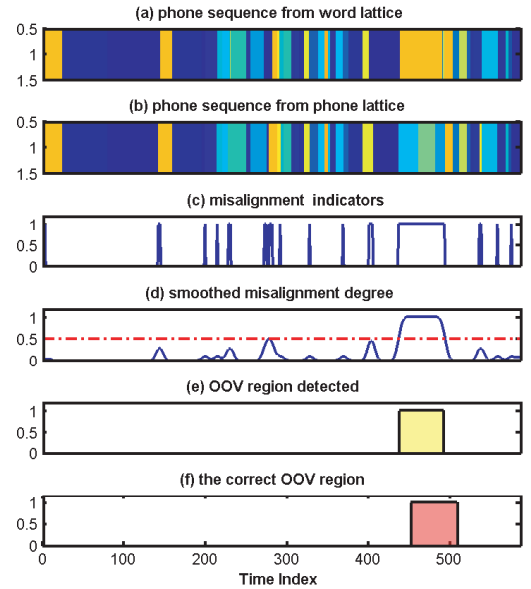 (a) phone sequence from word lattice
0.5
1
1.5
(b) phone sequence from phone lattice
0.5
1
1.5
(c) misalignment indicators
1
0.5
0
(d) smoothed misalignment degree
1
0.5
0
(e) OOV region detected
1
0.5
0
(f) the correct OOV region
1
0.5
0
0 100 200 300 400 500
Time Index